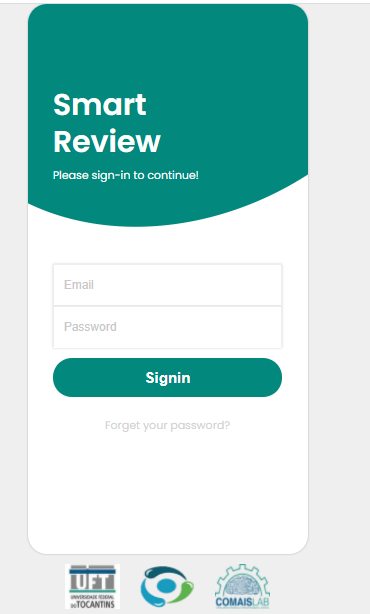 Smart
Review
Please sign-in to continue!
Email
Password
Signin
Forget your password?
UFT
UNIVERSIDADE FEDERAL
DO TOCANTINS
COMAISLAB